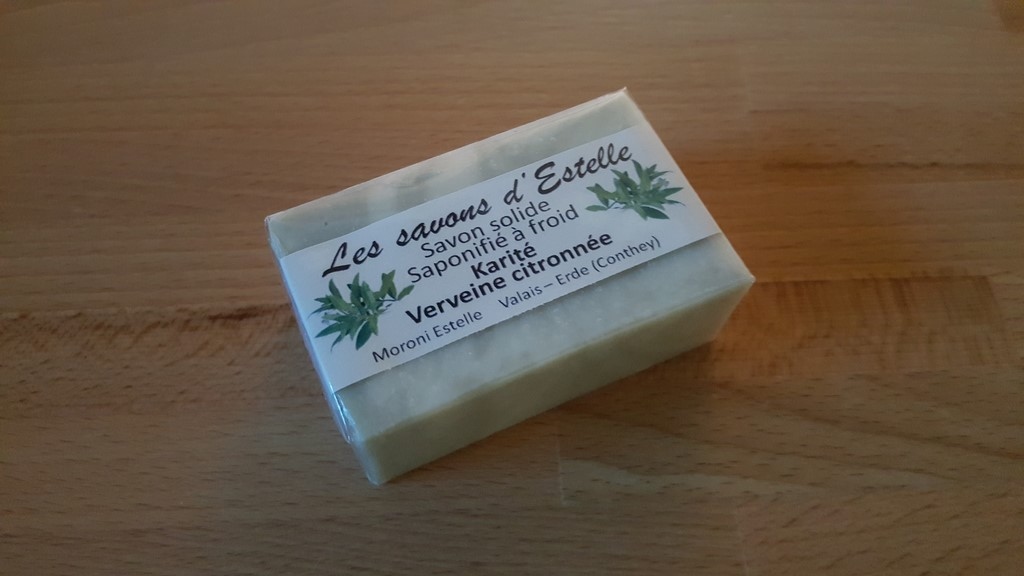 Les savons d'Estelle
Savon solide
Saponifié à froid
Karité
Verveine citronnée
Moroni Estelle Valais – Erde (Conthey)